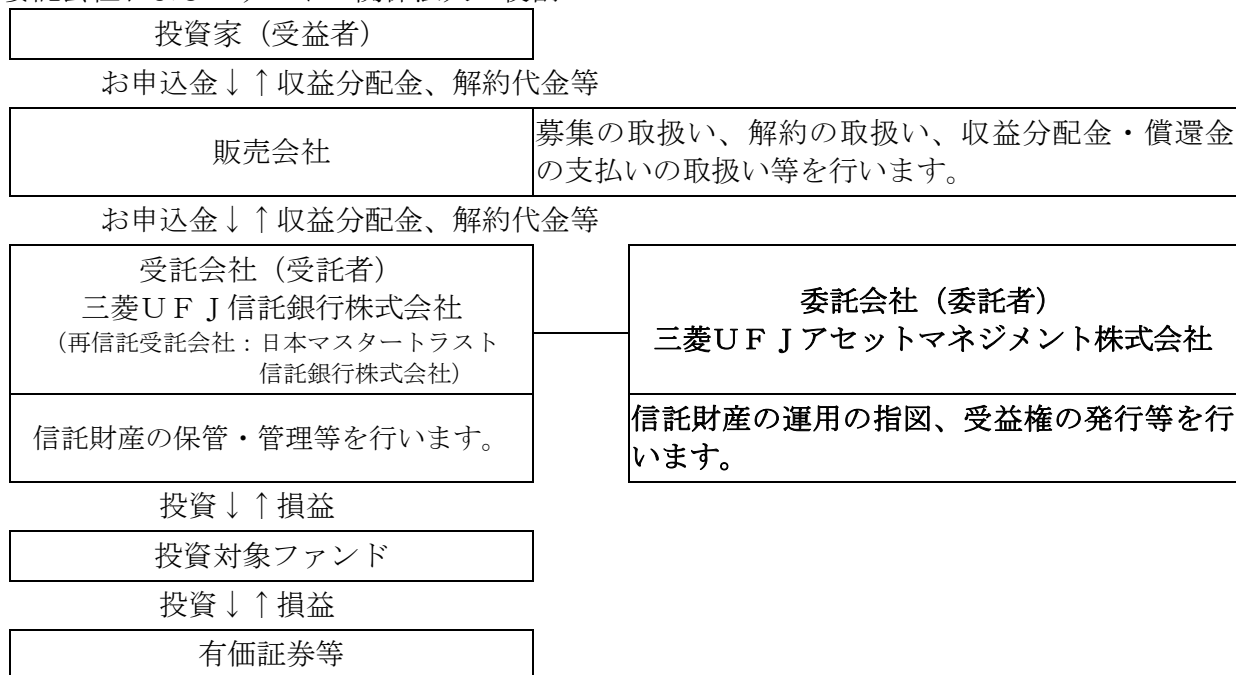 投資家（受益者）
お申込金↓↑収益分配金、解約代金等
販売会社
募集の取扱い、解約の取扱い、収益分配金・償還金
の支払いの取扱い等を行います。
お申込金↓↑収益分配金、解約代金等
受託会社（受託者）
三菱ＵＦＪ信託銀行株式会社
（再信託受託会社：日本マスタートラスト
信託銀行株式会社）
委託会社（委託者）
三菱ＵＦＪアセットマネジメント株式会社
信託財産の保管・管理等を行います。
信託財産の運用の指図、受益権の発行等を行
います。
投資↓↑損益
投資対象ファンド
投資↓↑損益
有価証券等